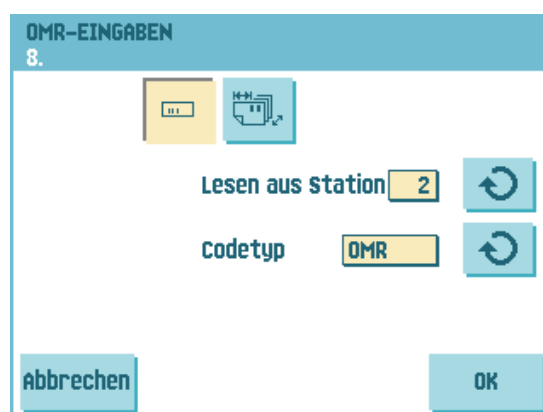 OMR-EINGABEN
8.
Lesen aus Station 2
Codetyp OMR
Abbrechen OK